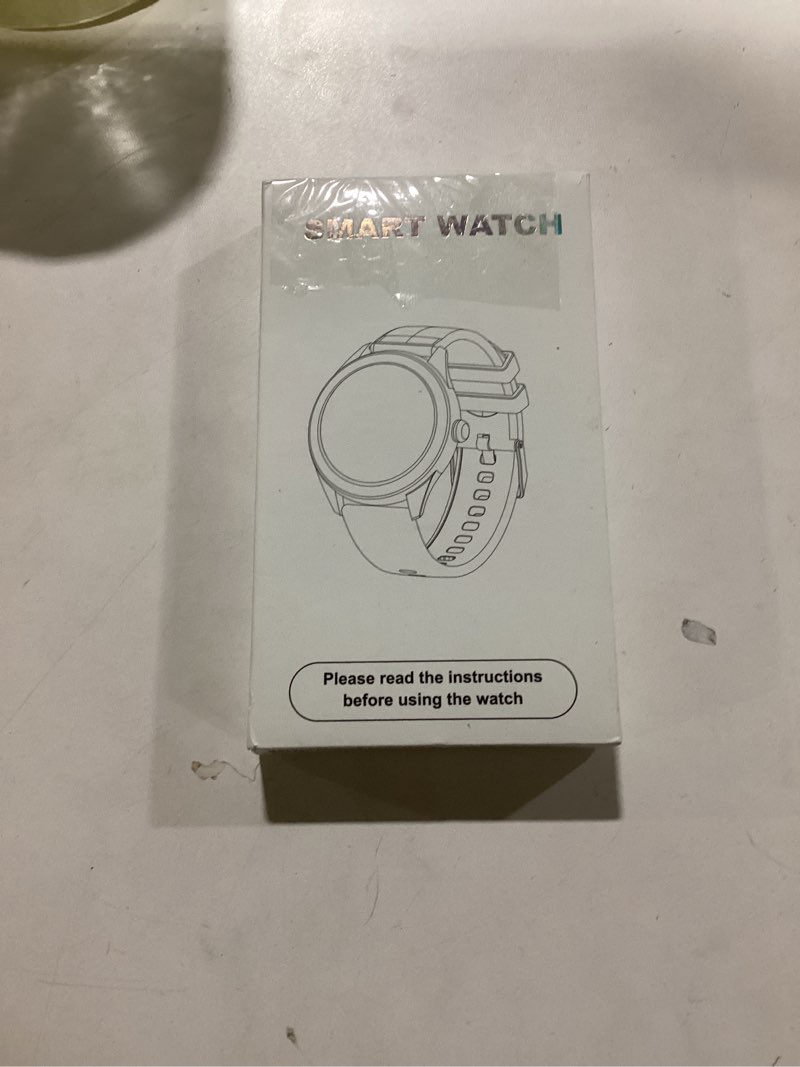 SMART WATCH
Please read the instructions
before using the watch